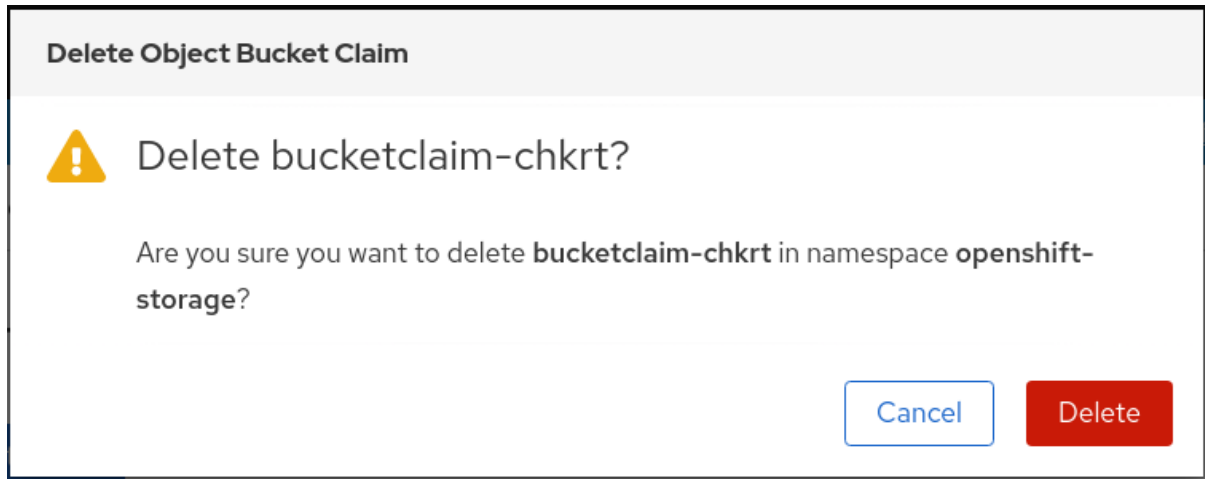 Delete Object Bucket Claim
Delete bucketclaim-chkrt?
Are you sure you want to delete bucketclaim-chkrt in namespace openshift-
storage?
Cancel Delete